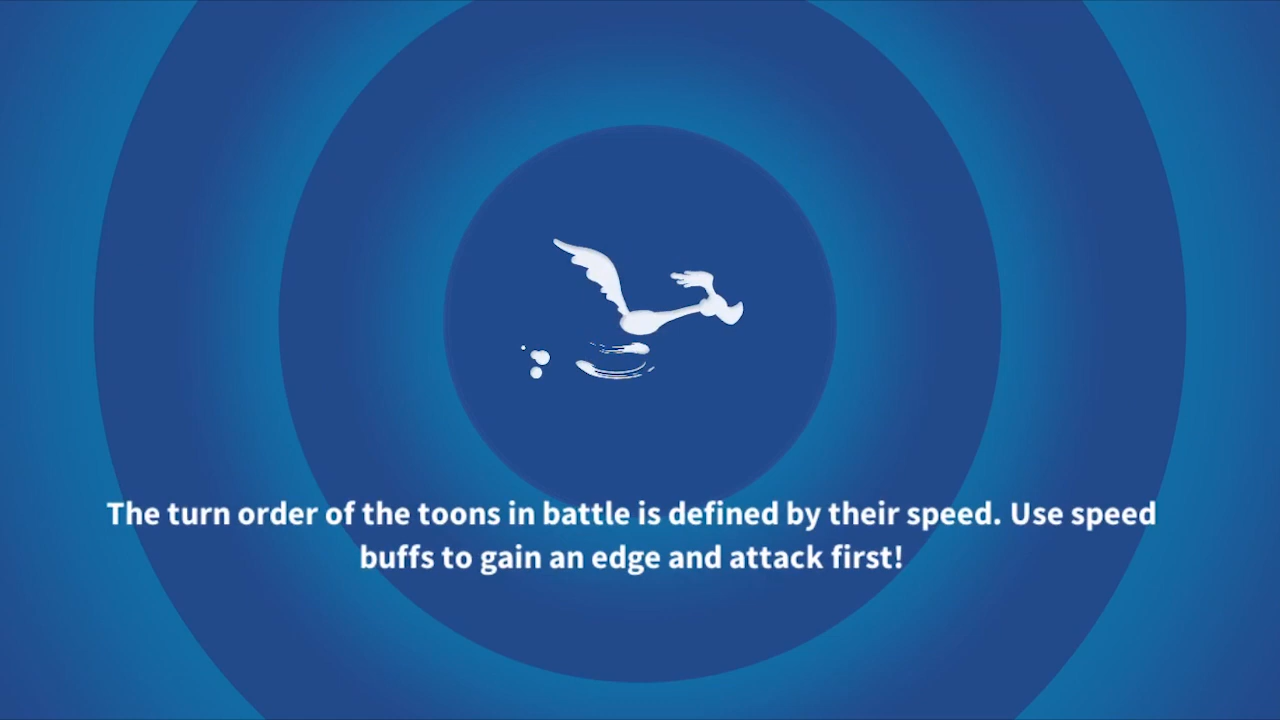 The turn order of the toons in battle is defined by their speed. Use speed
buffs to gain an edge and attack first!